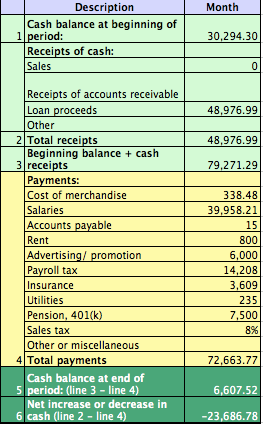 Description Month
Cash balance at beginning of
1 period: 30,294.30
Receipts of cash:
Sales 0
Receipts of accounts receivable
Loan proceeds 48,976.99
Other
2 Total receipts 48,976.99
Beginning balance + cash
3 receipts 79,271.29
Payments:
Cost of merchandise 338.48
Salaries 39,958.21
Accounts payable 15
Rent 800
Advertising/ promotion 6,000
Payroll tax 14,208
Insurance 3,609
Utilities 235
Pension, 401(k) 7,500
Sales tax 8%
Other or miscellaneous
4 Total payments 72,663.77
Cash balance at end of
5 period: (line 3 – line 4) 6,607.52
Net increase or decrease in
6 cash (line 2 – line 4) –23,686.78